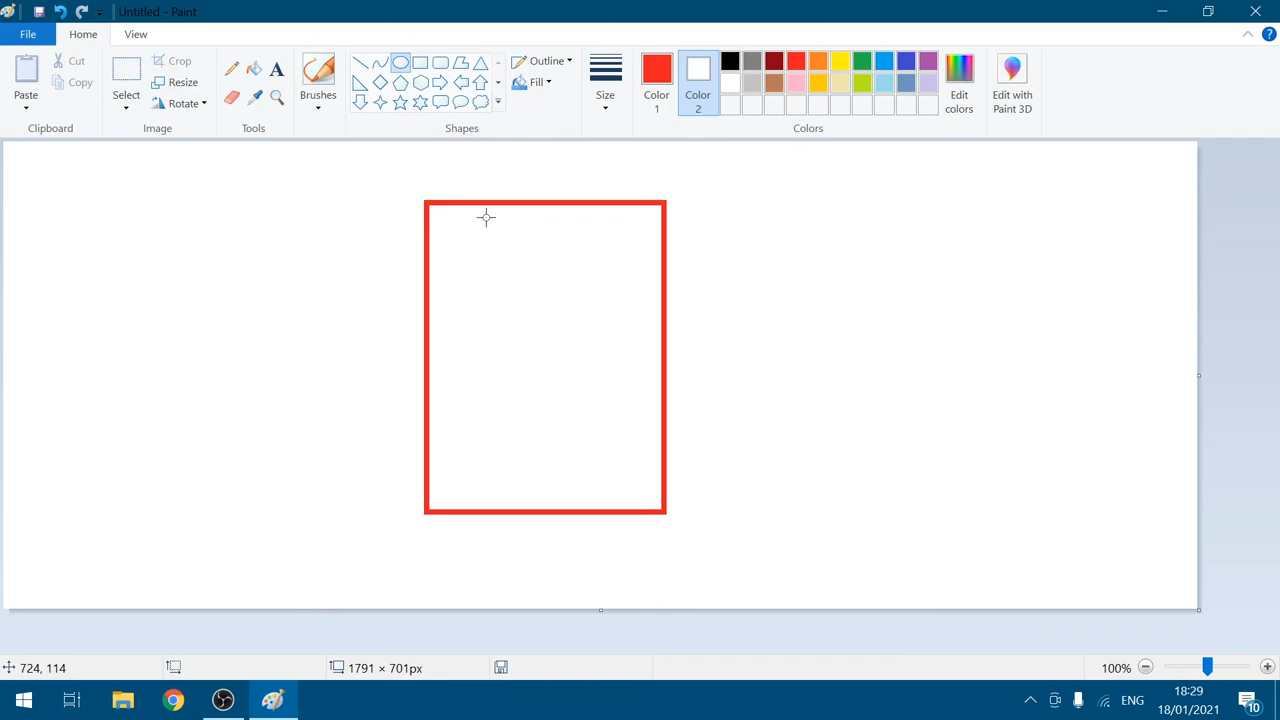 Untitled - Paint
File Home View
Paste
Cut
Copy
Clipboard
Select
Crop
Resize
Rotate
Image
A
Tools
Brushes
Outline
Fill
Shapes
Size
Color 1
Color 2
Edit colors
Colors
Edit with Paint 3D
724, 114
1791 × 701px
100%
ENG
18:29
18/01/2021
10